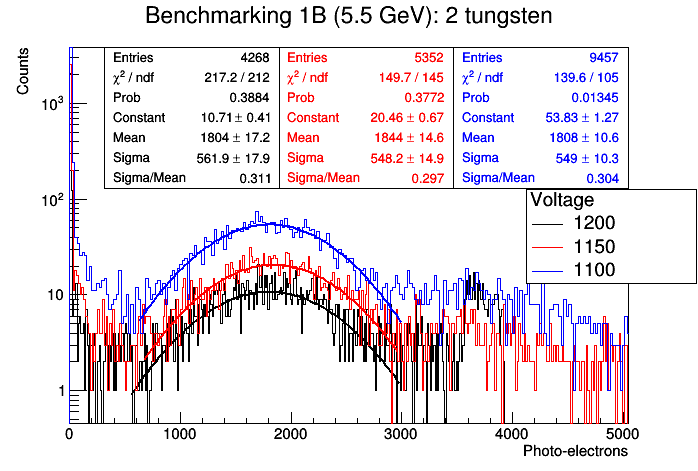 Benchmarking 1B (5.5 GeV): 2 tungsten
Counts
Entries 4268
χ² / ndf 217.2 / 212
Prob 0.3884
Constant 10.71 ± 0.41
Mean 1804 ± 17.2
Sigma 561.9 ± 17.9
Sigma/Mean 0.311
Entries 5352
χ² / ndf 149.7 / 145
Prob 0.3772
Constant 20.46 ± 0.67
Mean 1844 ± 14.6
Sigma 548.2 ± 14.9
Sigma/Mean 0.297
Entries 9457
χ² / ndf 139.6 / 105
Prob 0.01345
Constant 53.83 ± 1.27
Mean 1808 ± 10.6
Sigma 549 ± 10.3
Sigma/Mean 0.304
Voltage
1200
1150
1100
10³
10²
10
1
0 1000 2000 3000 4000 5000
Photo-electrons